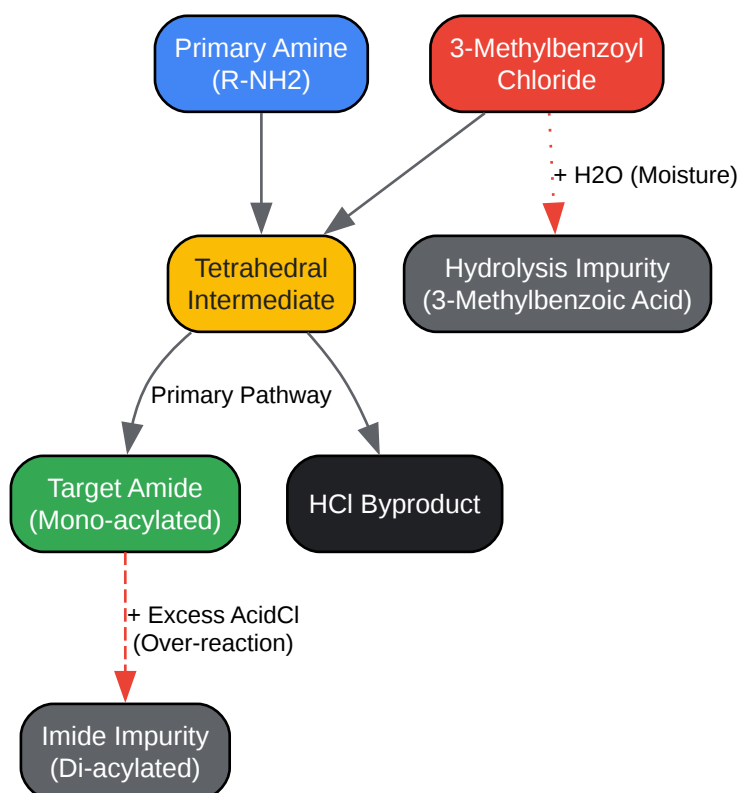 Primary Amine
(R-NH2)
3-Methylbenzoyl
Chloride
+ H2O (Moisture)
Tetrahedral
Intermediate
Hydrolysis Impurity
(3-Methylbenzoic Acid)
Primary Pathway
Target Amide
(Mono-acylated)
HCl Byproduct
+ Excess AcidCl
(Over-reaction)
Imide Impurity
(Di-acylated)